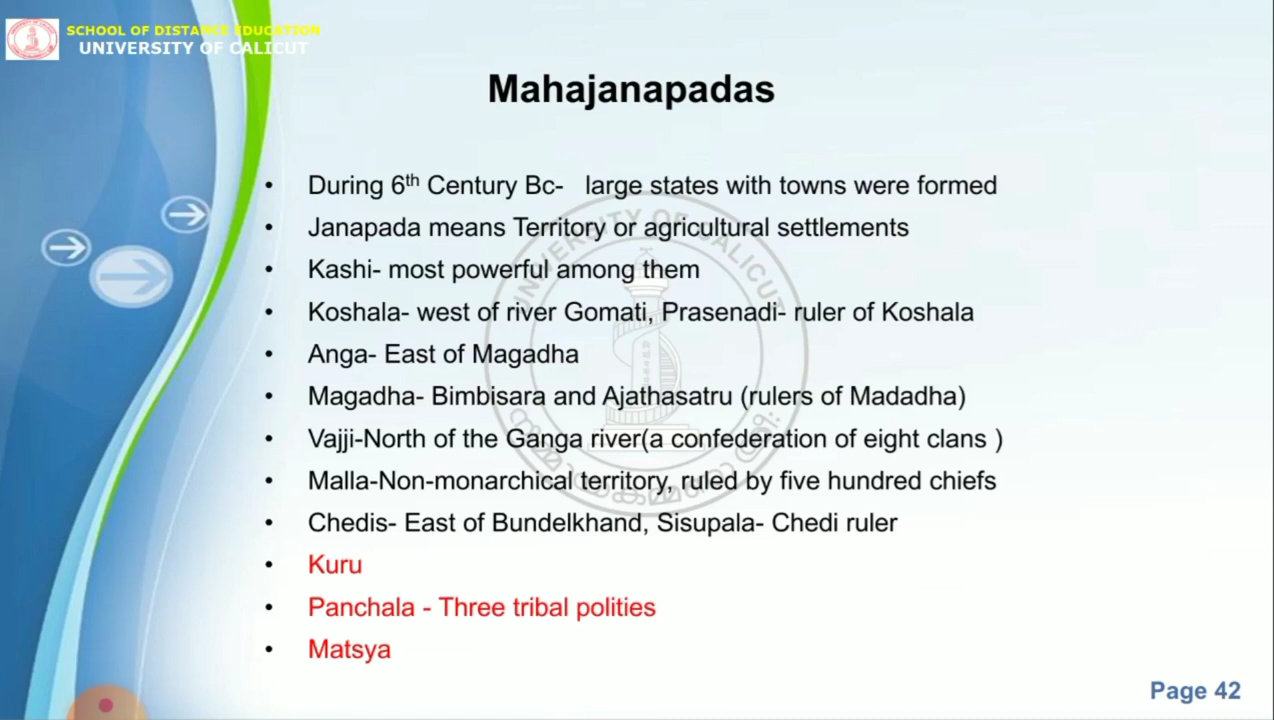 SCHOOL OF DISTANCE EDUCATION
UNIVERSITY OF CALICUT
Mahajanapadas
• During 6th Century Bc- large states with towns were formed
• Janapada means Territory or agricultural settlements
• Kashi- most powerful among them
• Koshala- west of river Gomati, Prasenadi- ruler of Koshala
• Anga- East of Magadha
• Magadha- Bimbisara and Ajathasatru (rulers of Madadha)
• Vajji-North of the Ganga river(a confederation of eight clans )
• Malla-Non-monarchical territory, ruled by five hundred chiefs
• Chedis- East of Bundelkhand, Sisupala- Chedi ruler
• Kuru
• Panchala - Three tribal polities
• Matsya
UNIVERSITY OF CALICUT
Page 42